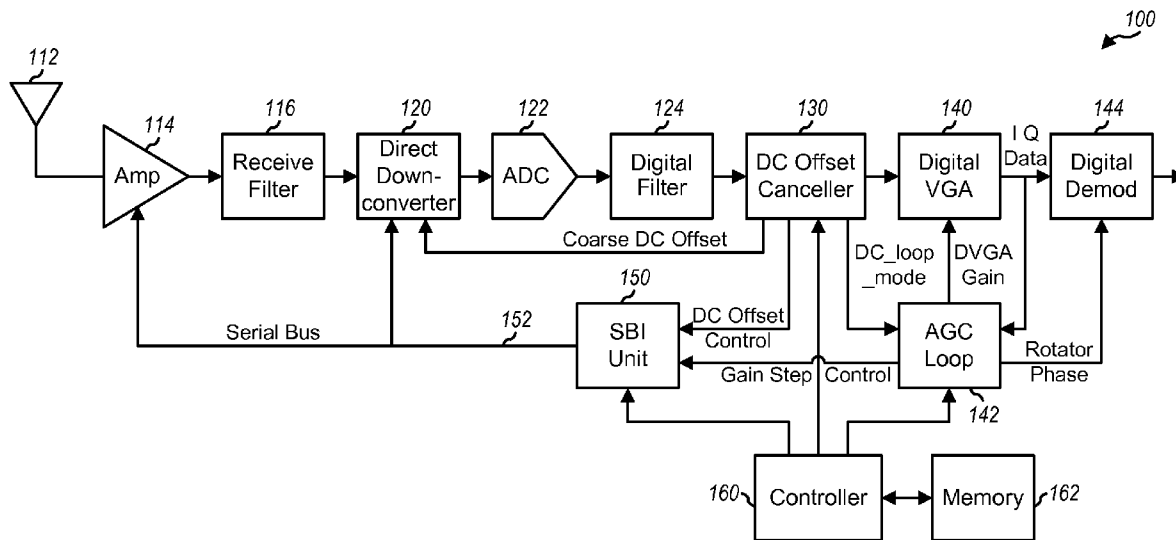 100
112
114
116
120
122
124
130
140
144
Amp
Receive
Filter
Direct
Down-
converter
ADC
Digital
Filter
DC Offset
Canceller
Digital
VGA
I Q
Data
Digital
Demod
Coarse DC Offset
DC_loop
_mode
DVGA
Gain
150
SBI
Unit
DC Offset
Control
AGC
Loop
142
Rotator
Phase
Serial Bus
152
Gain Step Control
160
Controller
Memory
162